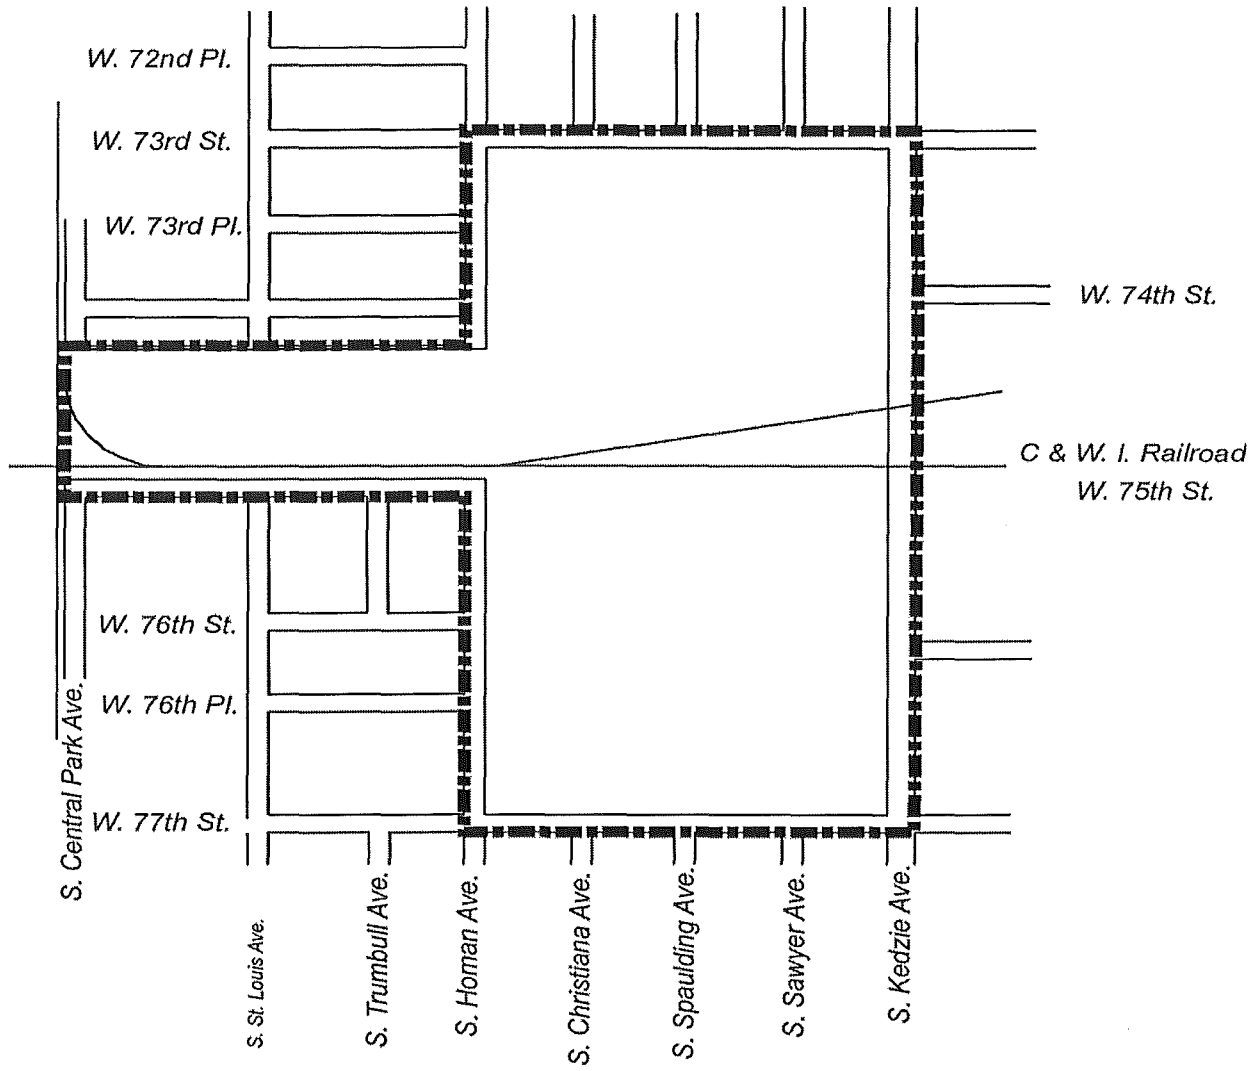 W. 72nd Pl.
W. 73rd St.
W. 73rd Pl.
W. 74th St.
C & W. I. Railroad
W. 75th St.
W. 76th St.
W. 76th Pl.
W. 77th St.
S. Central Park Ave.
S. St. Louis Ave.
S. Trumbull Ave.
S. Homan Ave.
S. Christiana Ave.
S. Spaulding Ave.
S. Sawyer Ave.
S. Kedzie Ave.